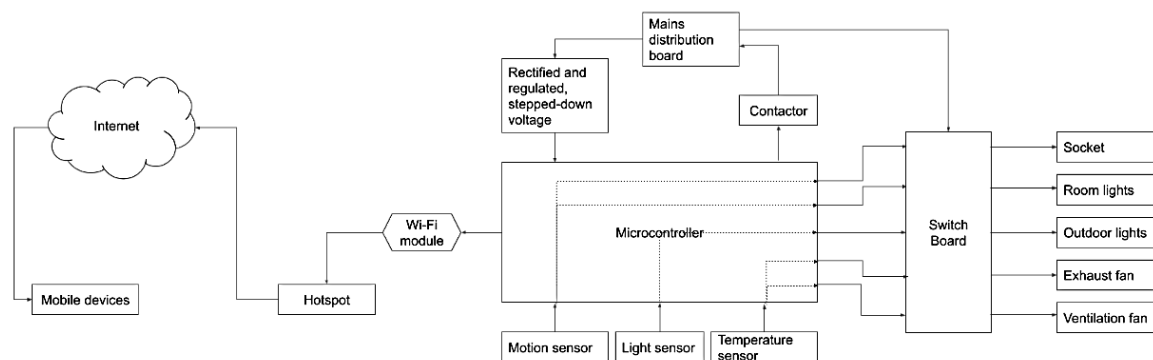 Mains
distribution
board
Rectified and
regulated,
stepped-down
voltage
Contactor
Internet
Socket
Room lights
Wi-Fi
module
Microcontroller
Switch
Board
Outdoor lights
Exhaust fan
Mobile devices
Hotspot
Ventilation fan
Motion sensor
Light sensor
Temperature
sensor